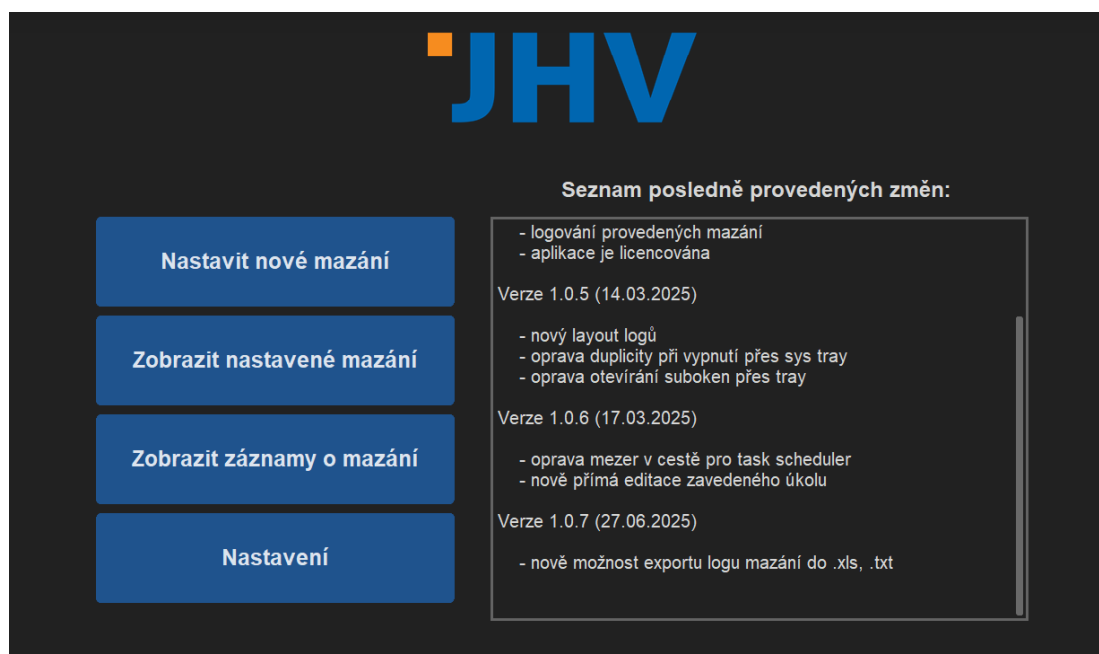 JHV
Seznam posledně provedených změn:
Nastavit nové mazání
Zobrazit nastavené mazání
Zobrazit záznamy o mazání
Nastavení
- logování provedených mazání
- aplikace je licencována
Verze 1.0.5 (14.03.2025)
- nový layout logů
- oprava duplicity při vypnutí přes sys tray
- oprava otevírání suboken přes tray
Verze 1.0.6 (17.03.2025)
- oprava mezer v cestě pro task scheduler
- nově přímá editace zavedeného úkolu
Verze 1.0.7 (27.06.2025)
- nově možnost exportu logu mazání do .xls, .txt